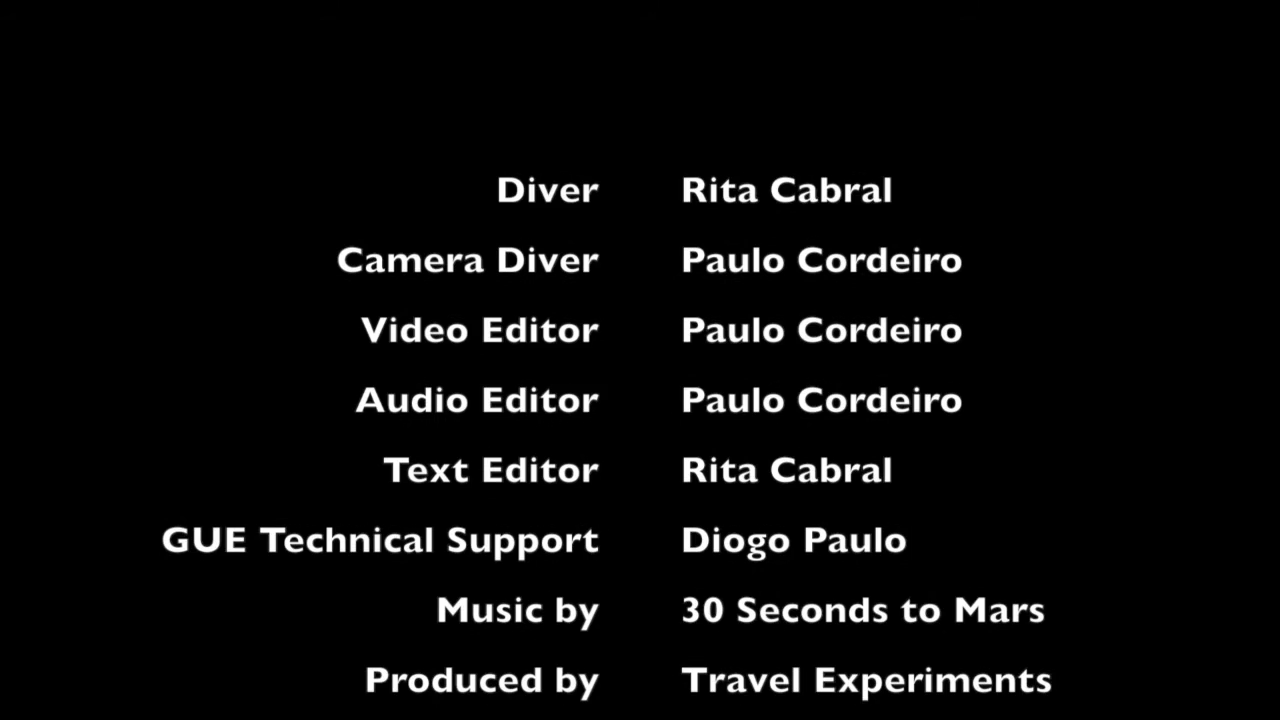 Diver Rita Cabral
Camera Diver Paulo Cordeiro
Video Editor Paulo Cordeiro
Audio Editor Paulo Cordeiro
Text Editor Rita Cabral
GUE Technical Support Diogo Paulo
Music by 30 Seconds to Mars
Produced by Travel Experiments